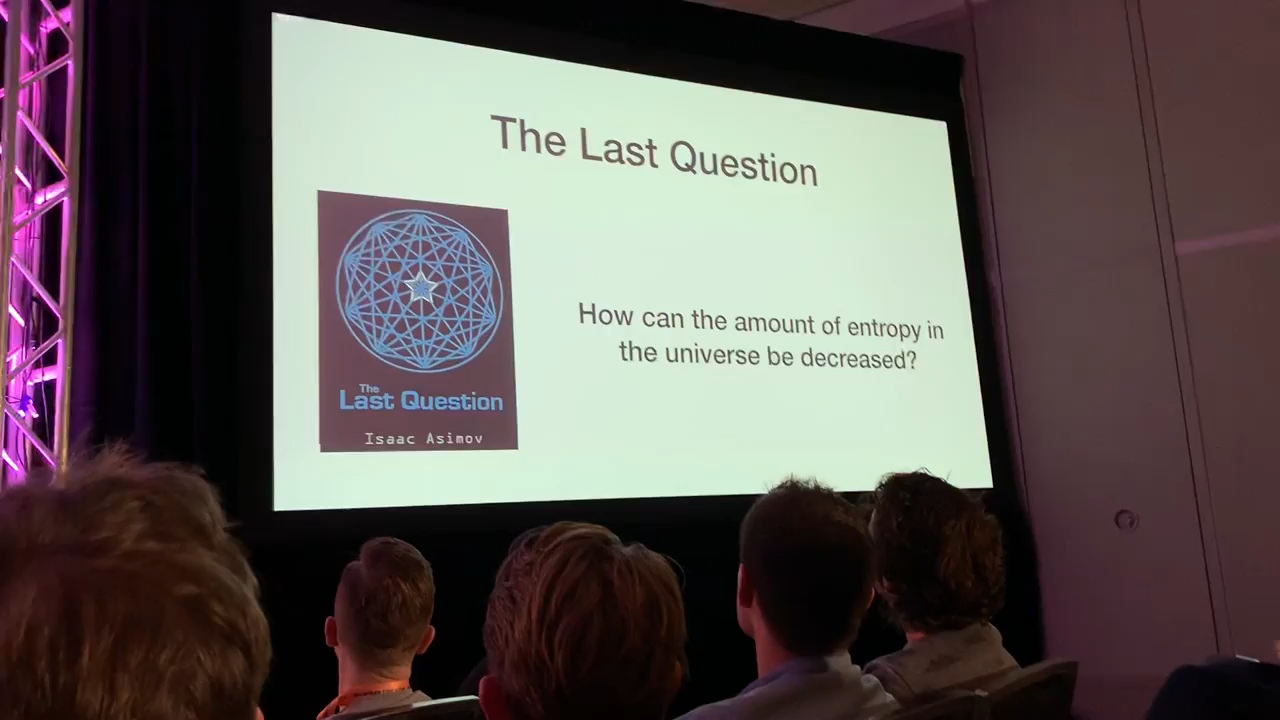 The Last Question
How can the amount of entropy in
the universe be decreased?
The
Last Question
Isaac Asimov